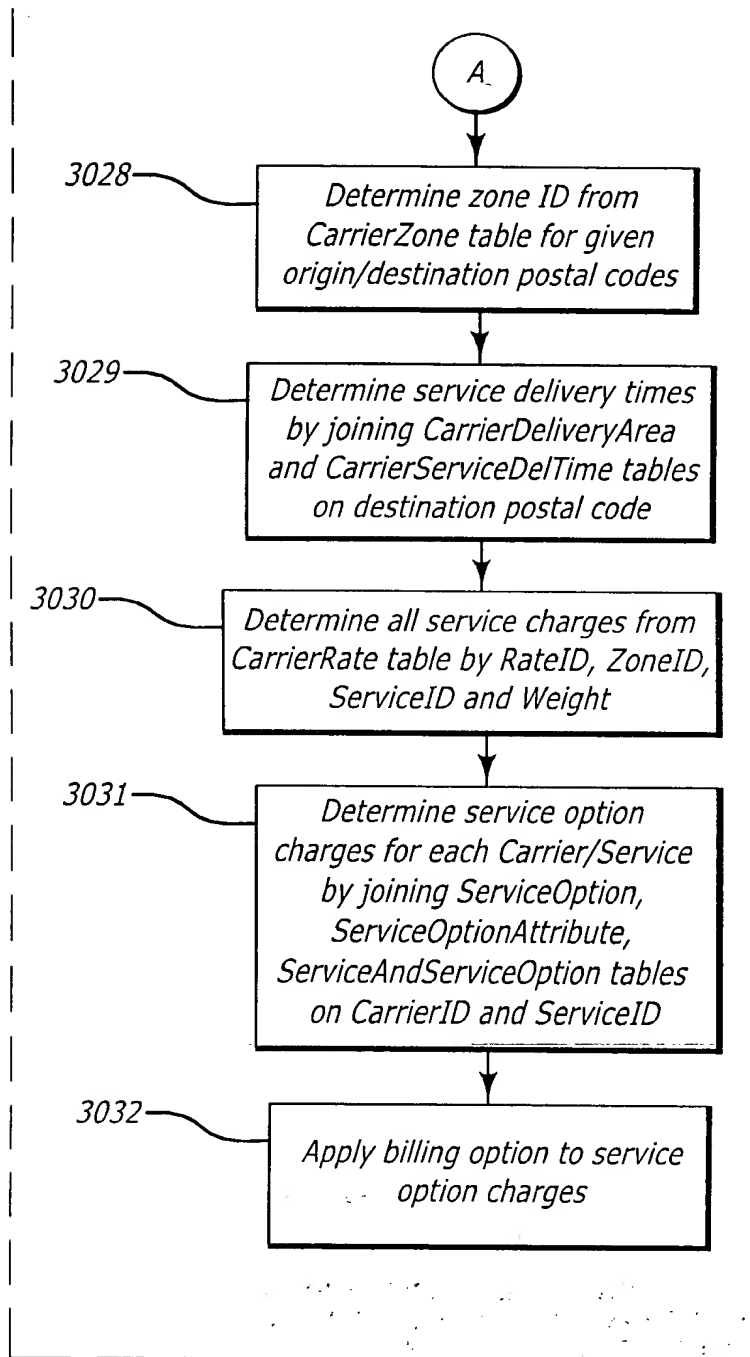 A
3028
Determine zone ID from
CarrierZone table for given
origin/destination postal codes
3029
Determine service delivery times
by joining CarrierDeliveryArea
and CarrierServiceDelTime tables
on destination postal code
3030
Determine all service charges from
CarrierRate table by RateID, ZoneID,
ServiceID and Weight
3031
Determine service option
charges for each Carrier/Service
by joining ServiceOption,
ServiceOptionAttribute,
ServiceAndServiceOption tables
on CarrierID and ServiceID
3032
Apply billing option to service
option charges